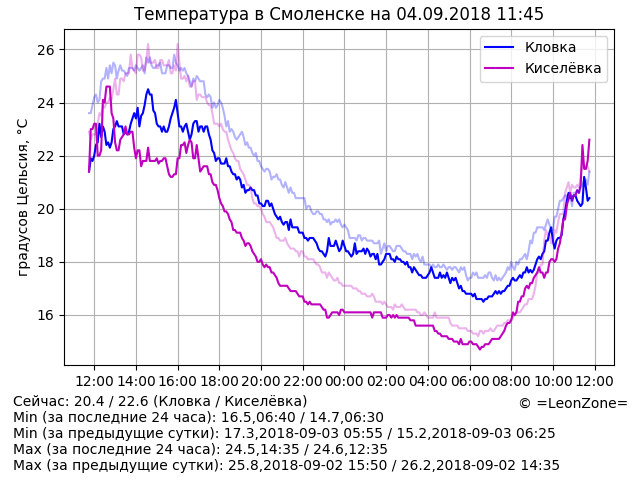 Температура в Смоленске на 04.09.2018 11:45
градусов Цельсия, °C
26
24
22
20
18
16
Кловка
Киселёвка
12:00 14:00 16:00 18:00 20:00 22:00 00:00 02:00 04:00 06:00 08:00 10:00 12:00
Сейчас: 20.4 / 22.6 (Кловка / Киселёвка)
© =LeonZone=
Min (за последние 24 часа): 16.5,06:40 / 14.7,06:30
Min (за предыдущие сутки): 17.3,2018-09-03 05:55 / 15.2,2018-09-03 06:25
Max (за последние 24 часа): 24.5,14:35 / 24.6,12:35
Max (за предыдущие сутки): 25.8,2018-09-02 15:50 / 26.2,2018-09-02 14:35